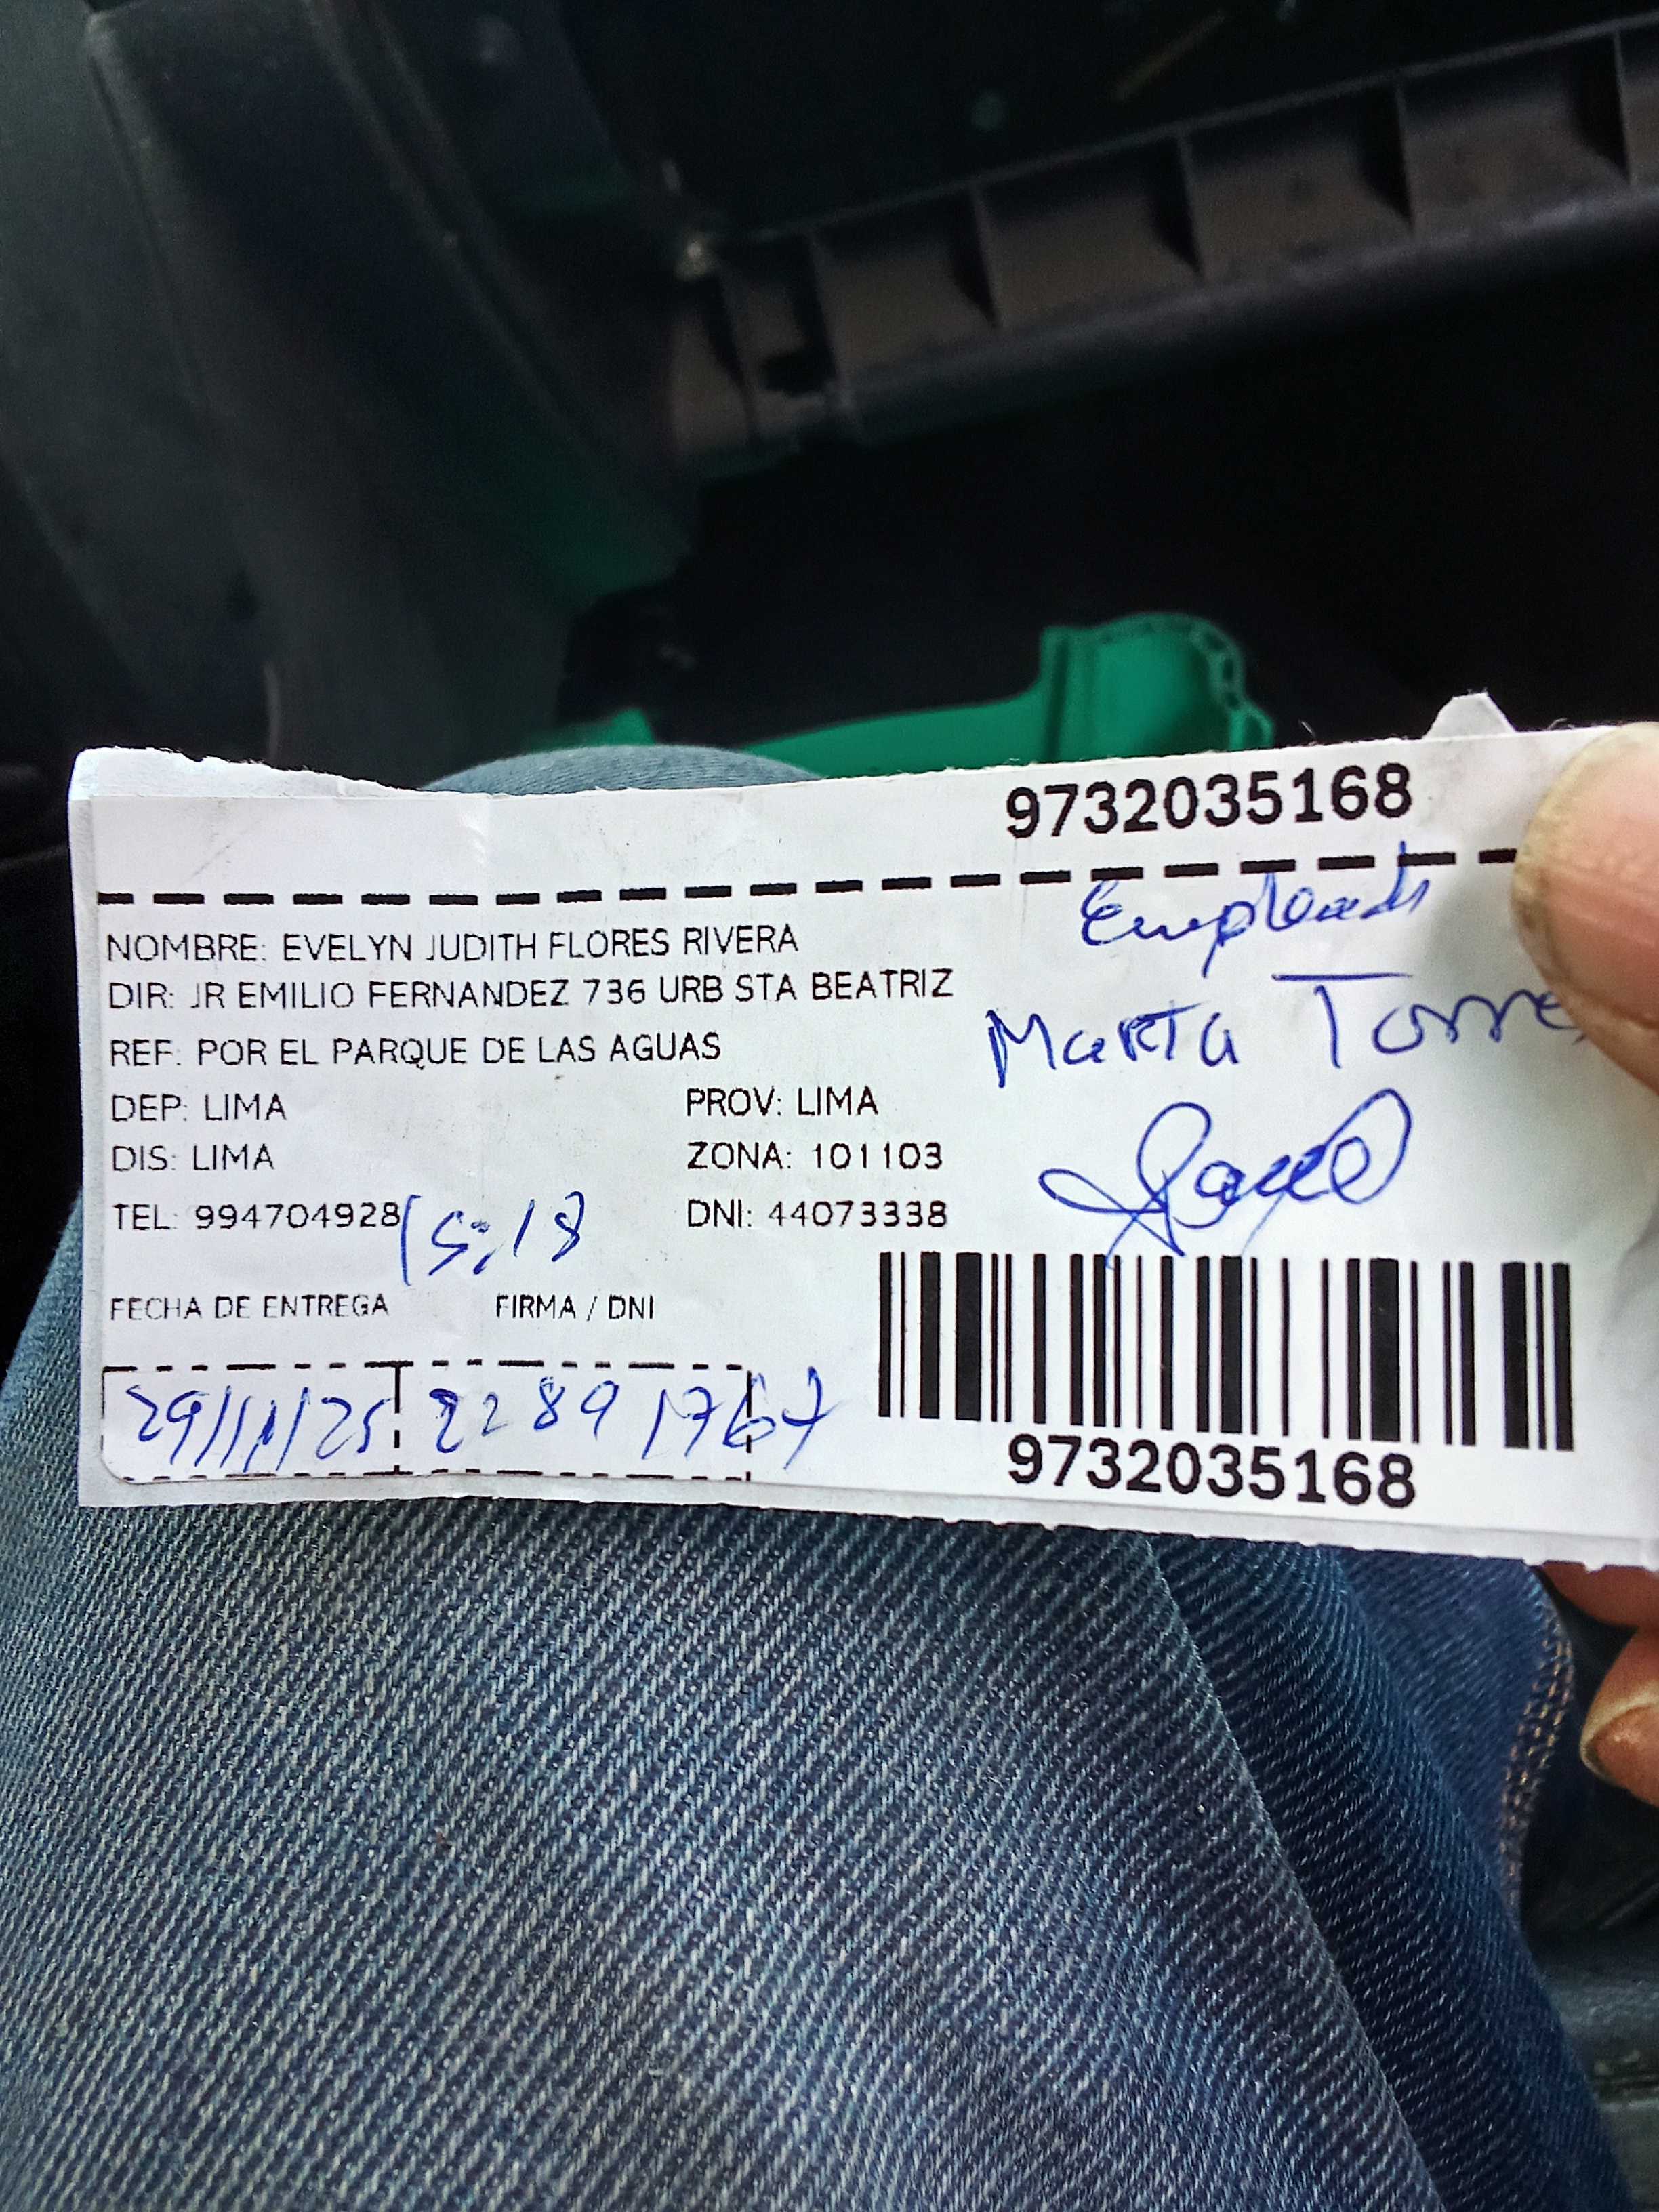 9732035168
Empleada
NOMBRE: EVELYN JUDITH FLORES RIVERA
DIR: JR EMILIO FERNANDEZ 736 URB STA BEATRIZ
Marta Torre
REF: POR EL PARQUE DE LAS AGUAS
DEP: LIMA PROV: LIMA
DIS: LIMA ZONA: 101103
TEL: 994704928 15:18 DNI: 44073338
FECHA DE ENTREGA FIRMA / DNI
29/11/25 22891767
9732035168